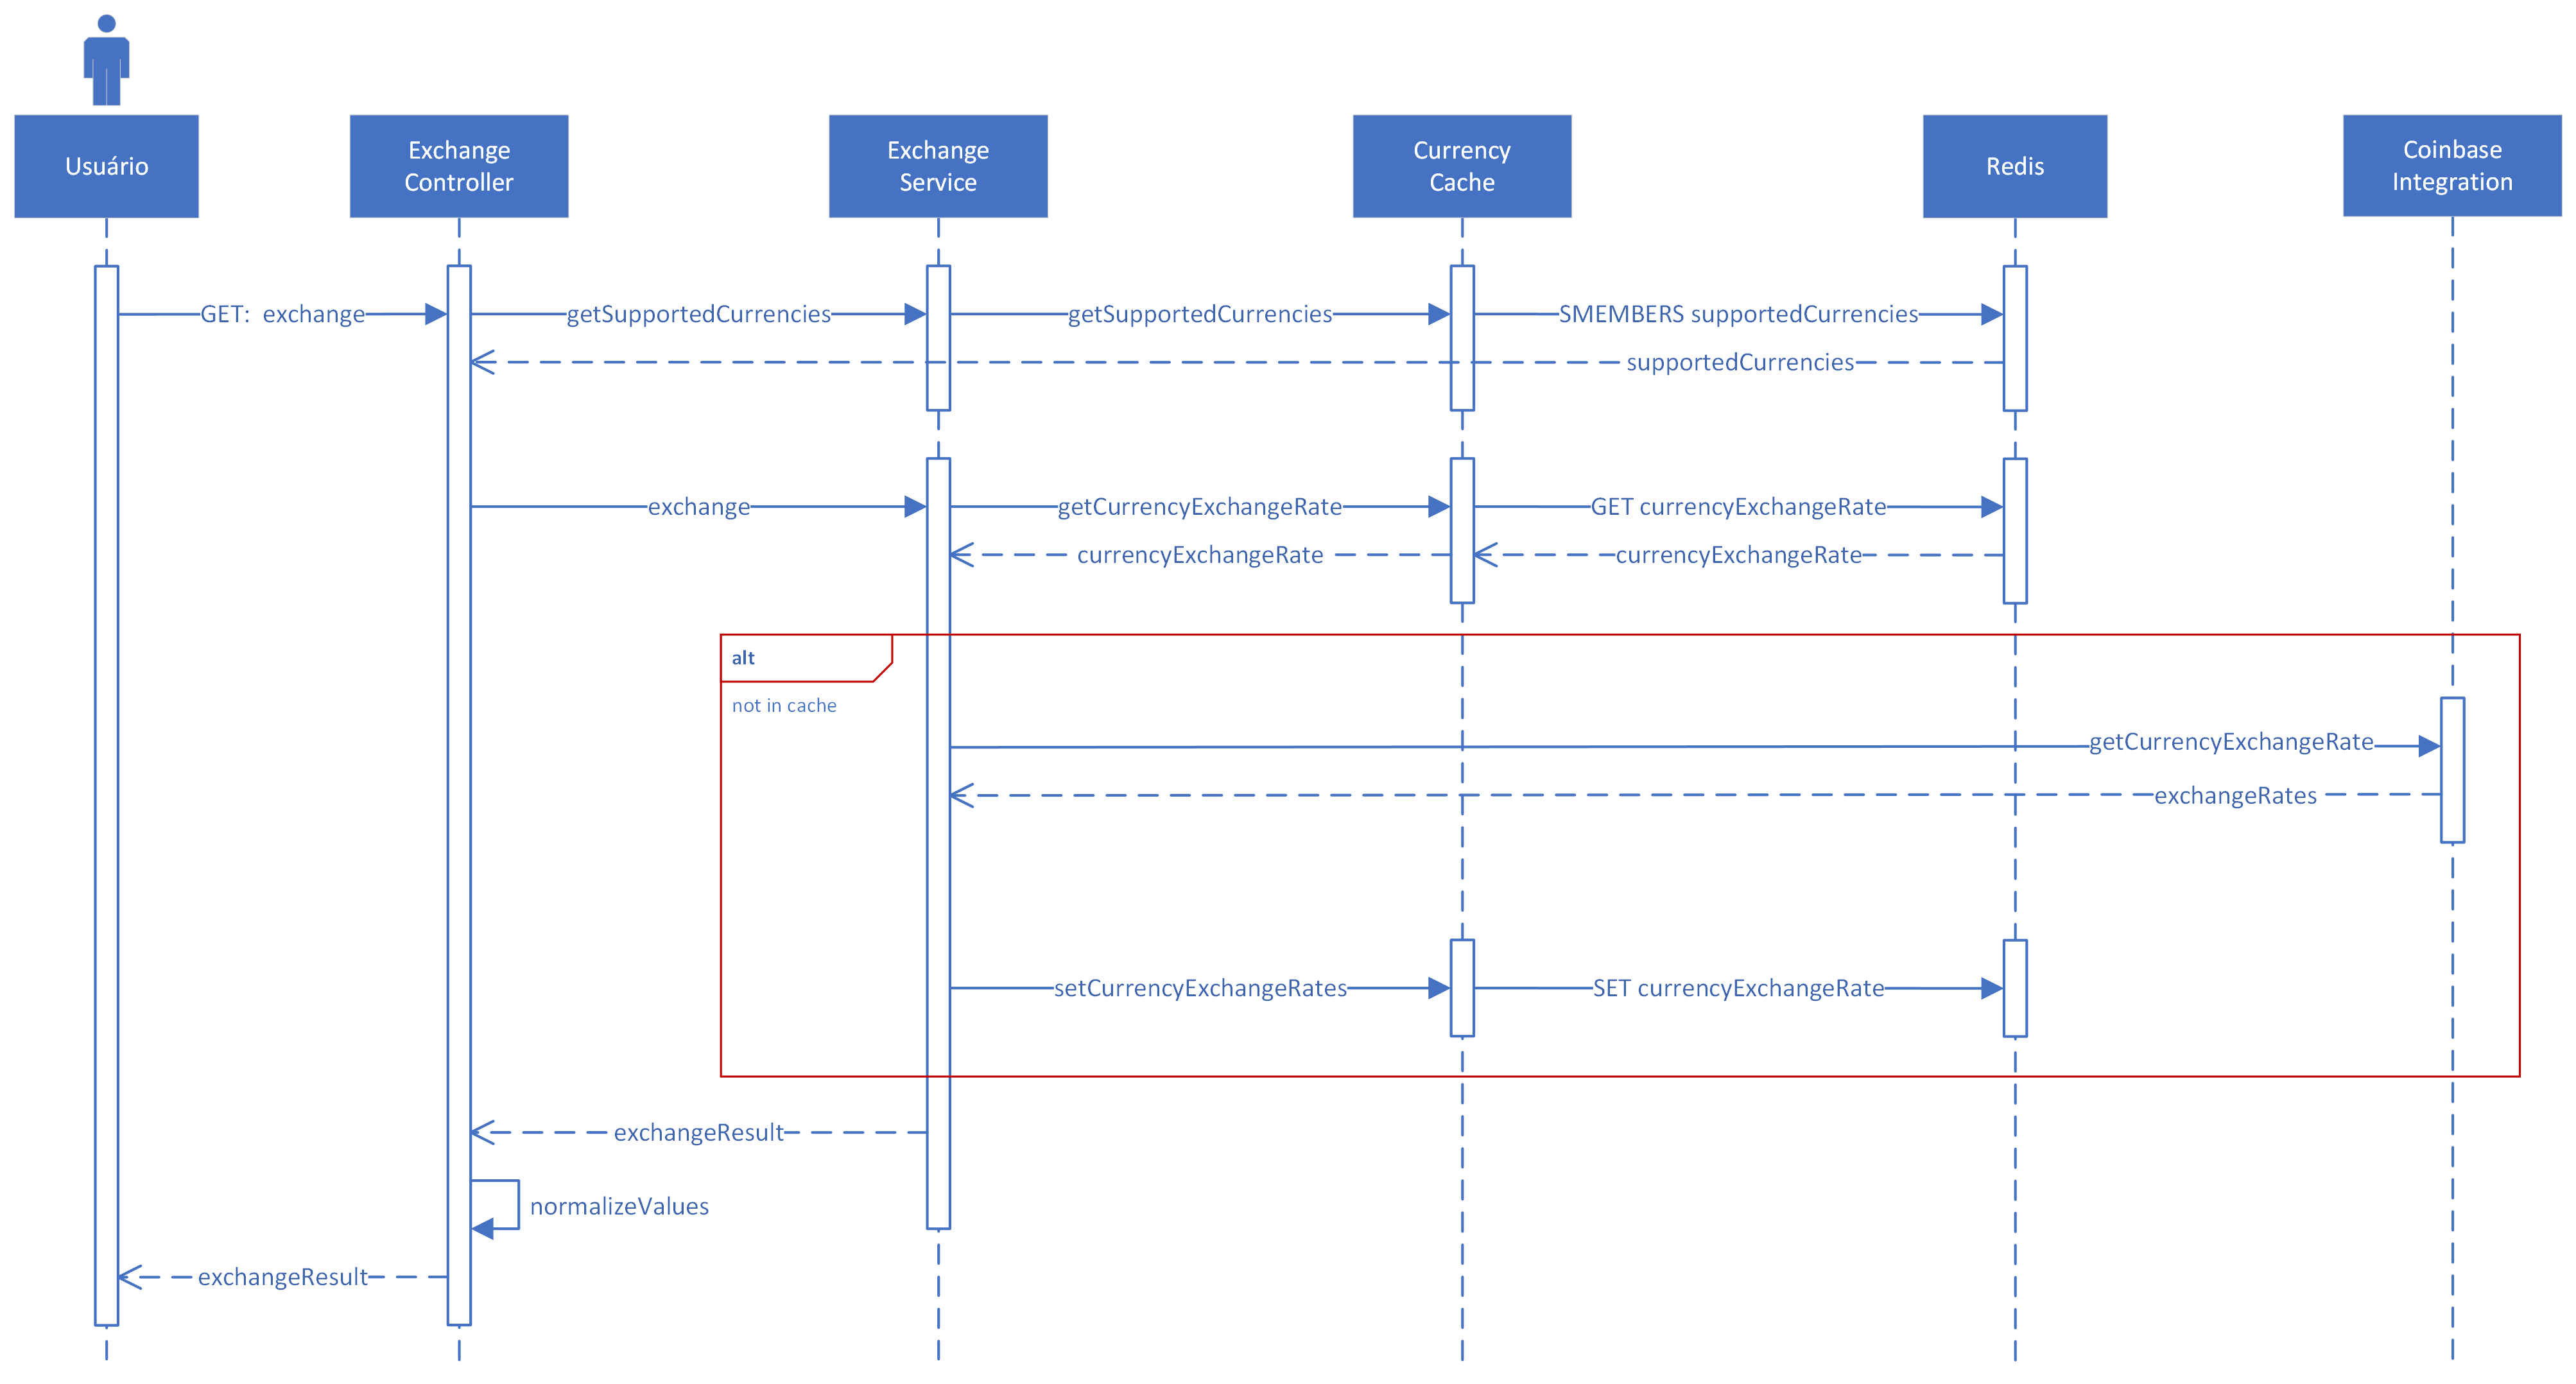 Usuário
Exchange
Controller
Exchange
Service
Currency
Cache
Redis
Coinbase
Integration
GET:  exchange
getSupportedCurrencies
getSupportedCurrencies
SMEMBERS supportedCurrencies
supportedCurrencies
exchange
getCurrencyExchangeRate
GET currencyExchangeRate
currencyExchangeRate
currencyExchangeRate
alt
not in cache
getCurrencyExchangeRate
exchangeRates
setCurrencyExchangeRates
SET currencyExchangeRate
exchangeResult
normalizeValues
exchangeResult